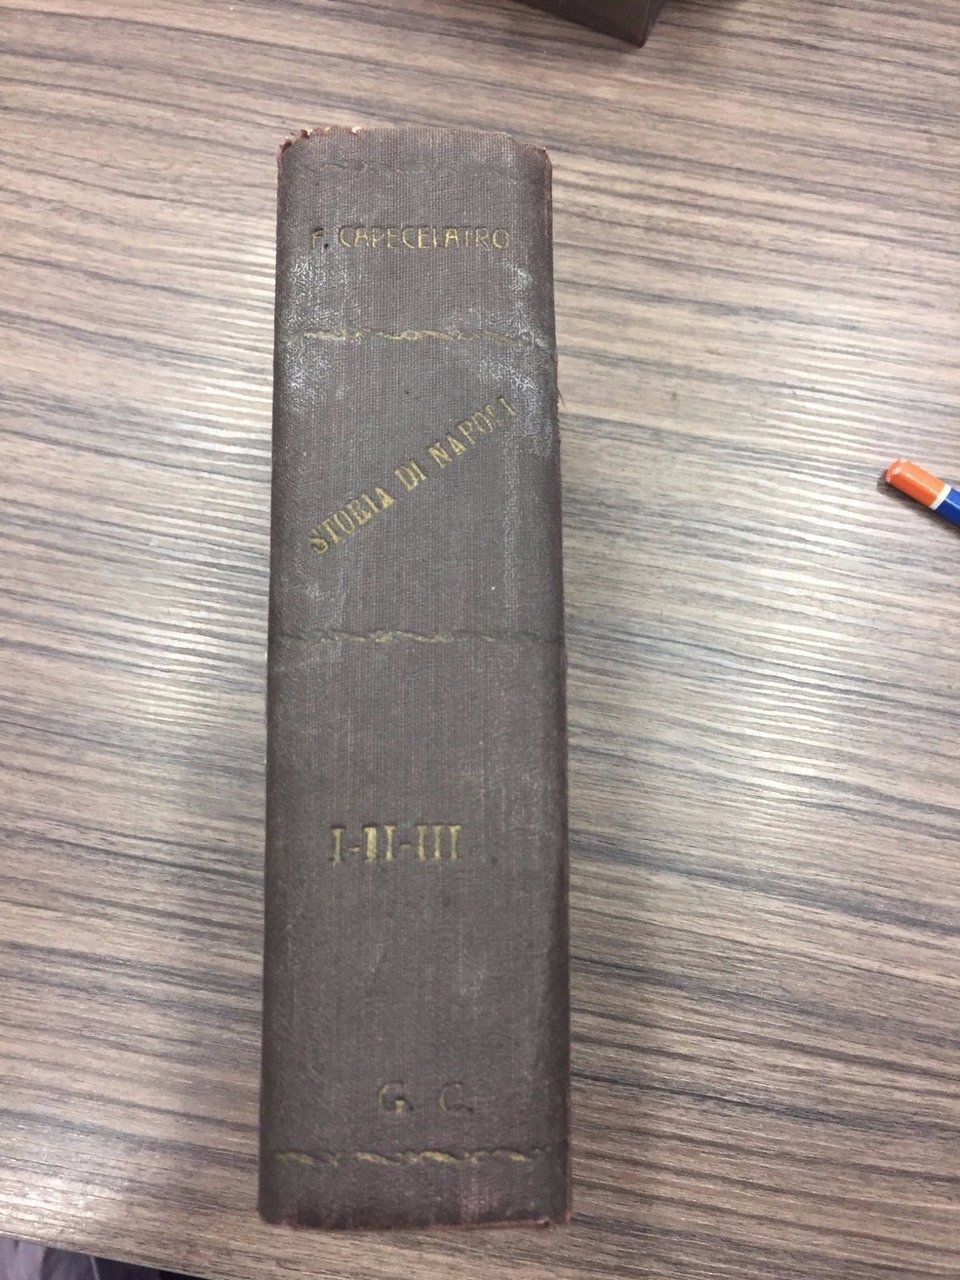 F. CAPECELATRO
STORIA DI NAPOLI
I-II-III
G. C.